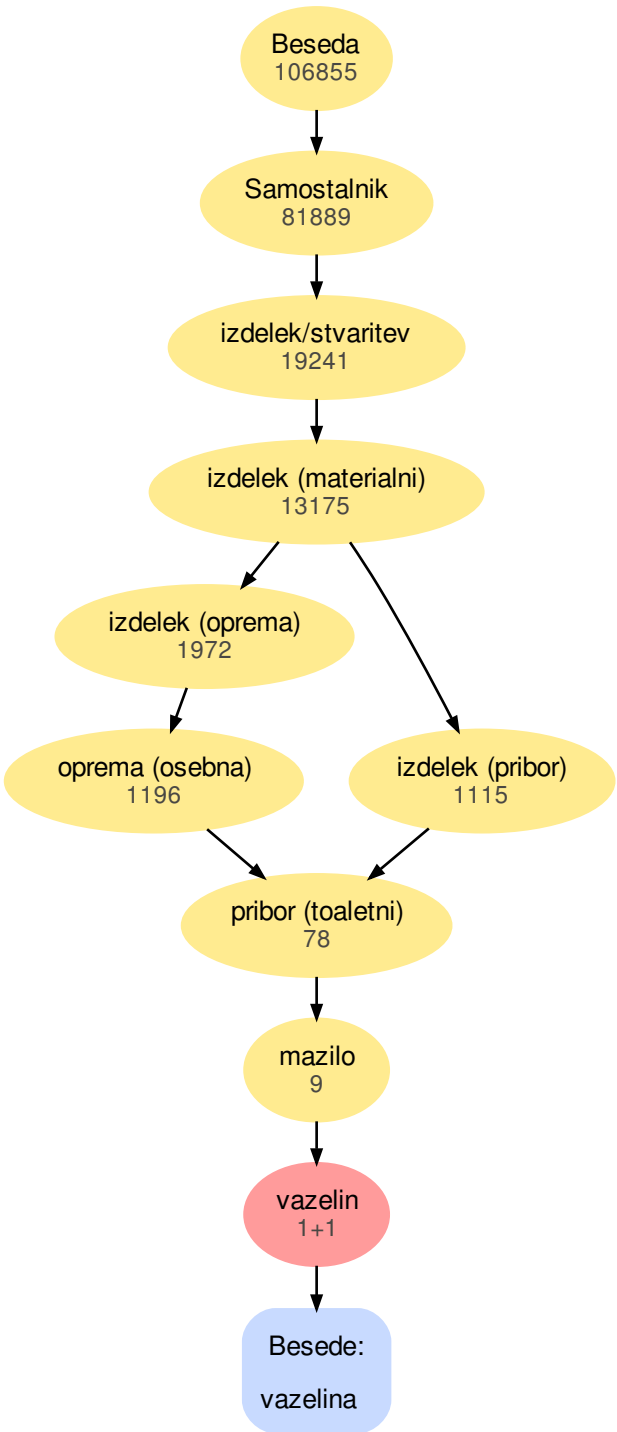 Beseda
106855
Samostalnik
81889
izdelek/stvaritev
19241
izdelek (materialni)
13175
izdelek (oprema)
1972
oprema (osebna)
1196
izdelek (pribor)
1115
pribor (toaletni)
78
mazilo
9
vazelin
1+1
Besede:
vazelina